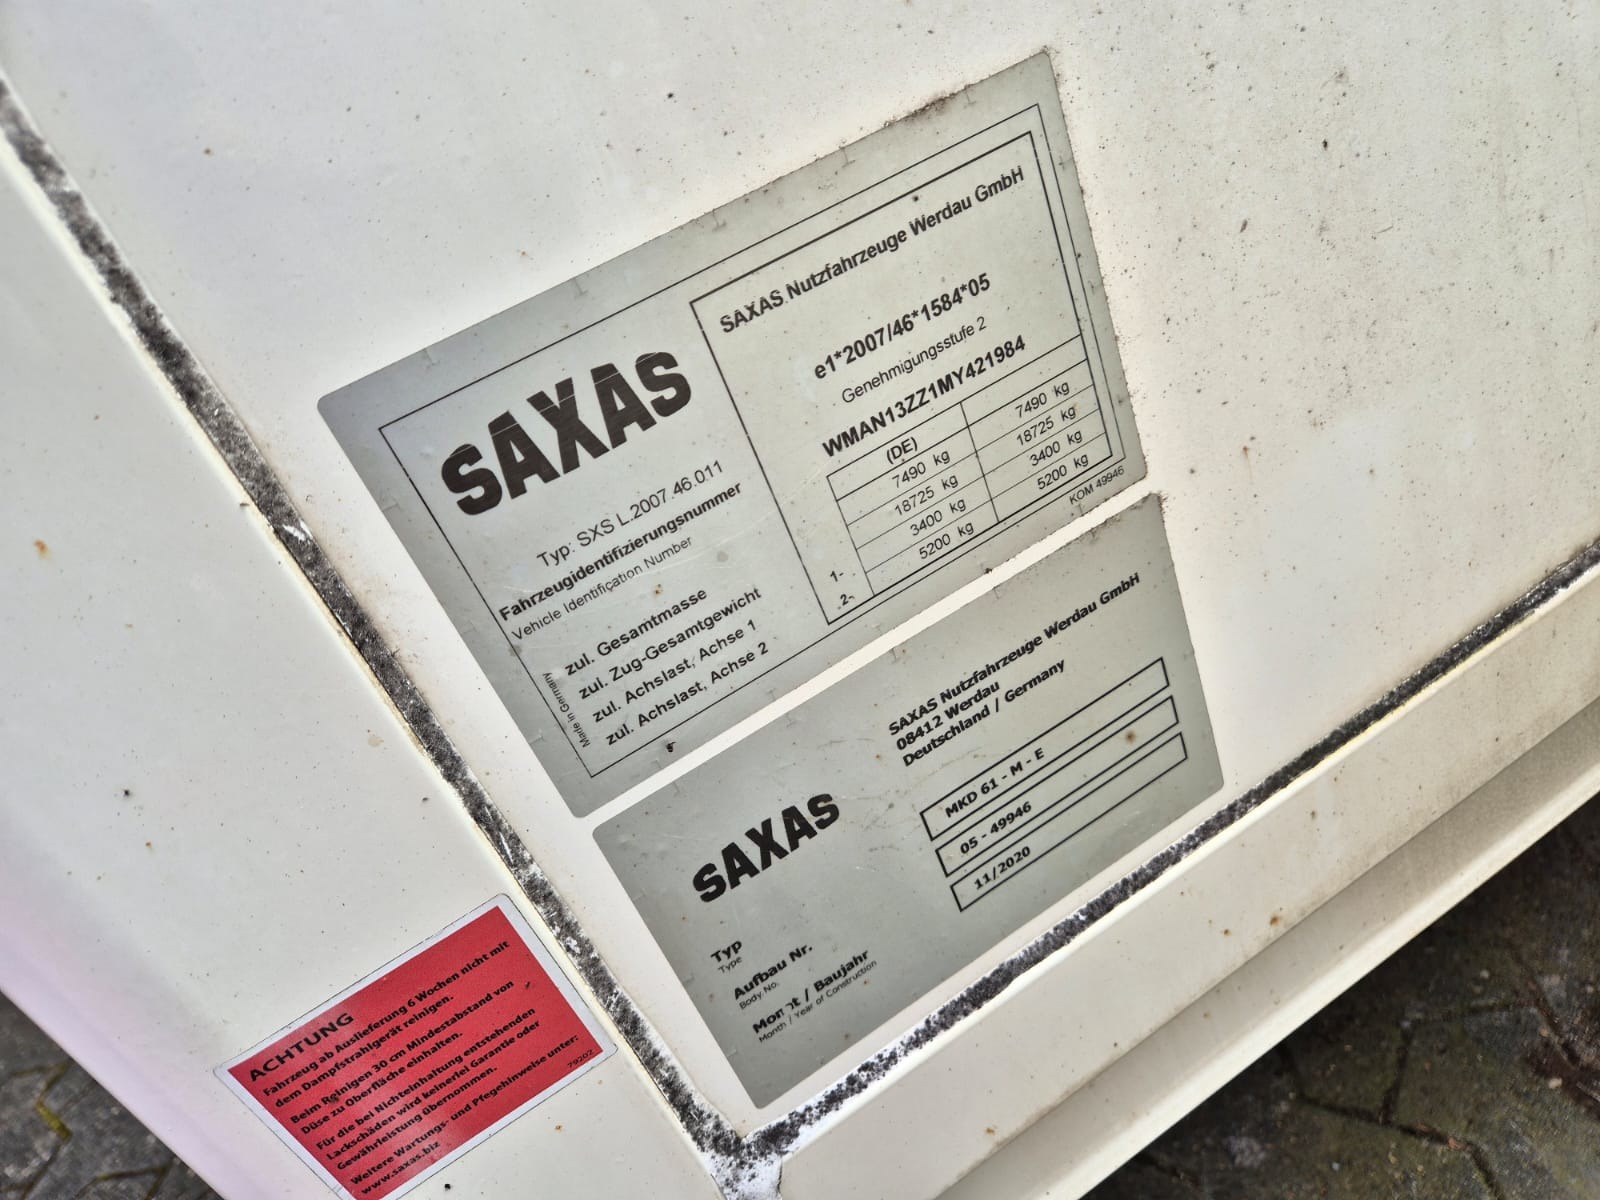 SAXAS
Typ: SXS L.2007.46.011
Fahrzeugidentifizierungsnummer
Vehicle Identification Number
zul. Gesamtmasse
zul. Zug-Gesamtgewicht
zul. Achslast, Achse 1
zul. Achslast, Achse 2
Made in Germany
SAXAS Nutzfahrzeuge Werdau GmbH
e1*2007/46*1584*05
Genehmigungsstufe 2
WMAN13ZZ1MY421984
(DE)
7490 kg 7490 kg
18725 kg 18725 kg
1- 3400 kg 3400 kg
2- 5200 kg 5200 kg
KOM 49946
SAXAS
SAXAS Nutzfahrzeuge Werdau GmbH
08412 Werdau
Deutschland / Germany
Typ MKD 61 - M - E
Type
Aufbau Nr. 05 - 49946
Body No.
Monat / Baujahr 11/2020
Month / Year of Construction
ACHTUNG
Fahrzeug ab Auslieferung 6 Wochen nicht mit
dem Dampfstrahlgerät reinigen.
Beim Reinigen 30 cm Mindestabstand von
Düse zu Oberfläche einhalten.
Für die bei Nichteinhaltung entstehenden
Lackschäden wird keinerlei Garantie oder
Gewährleistung übernommen.
Weitere Wartungs- und Pflegehinweise unter:
www.saxas.biz
79202